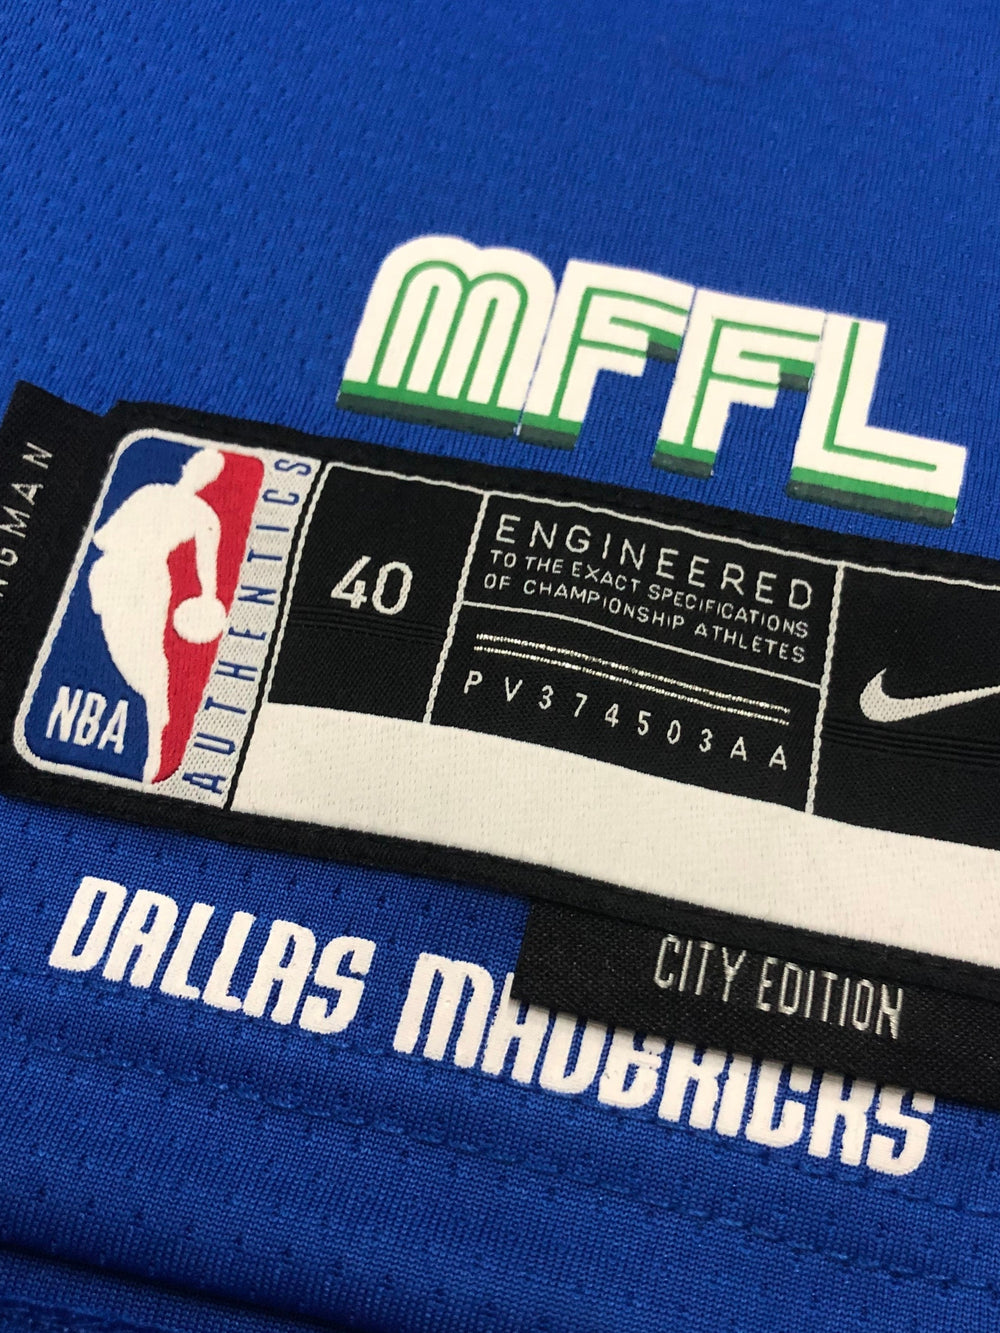 MFFL
NBA
AUTHENTICS
40
ENGINEERED
TO THE EXACT SPECIFICATIONS
OF CHAMPIONSHIP ATHLETES
PV374503AA
DALLAS MAVERICKS
CITY EDITION